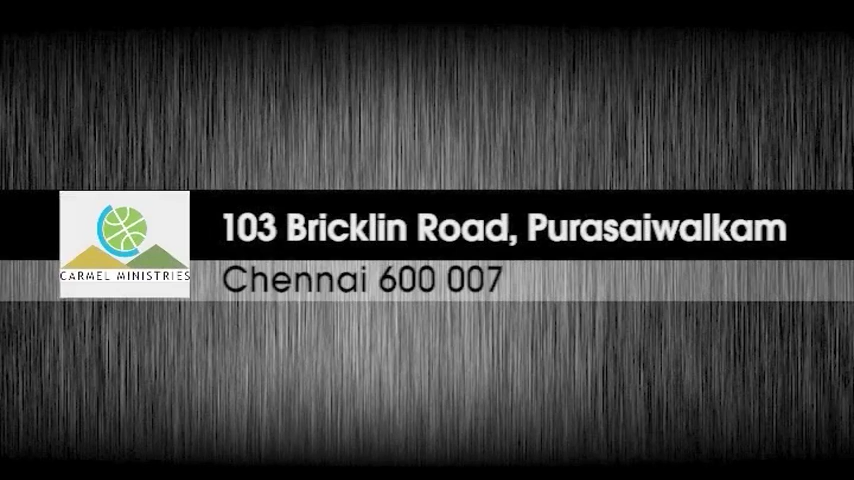 CARMEL MINISTRIES
103 Bricklin Road, Purasaiwalkam
Chennai 600 007